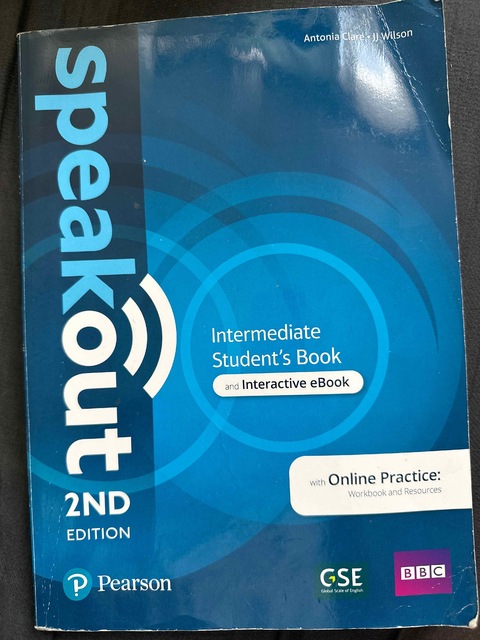 Antonia Clare • JJ Wilson
speakout
2ND
EDITION
Intermediate
Student's Book
and Interactive eBook
with Online Practice:
Workbook and Resources
P Pearson
GSE
Global Scale of English
BBC